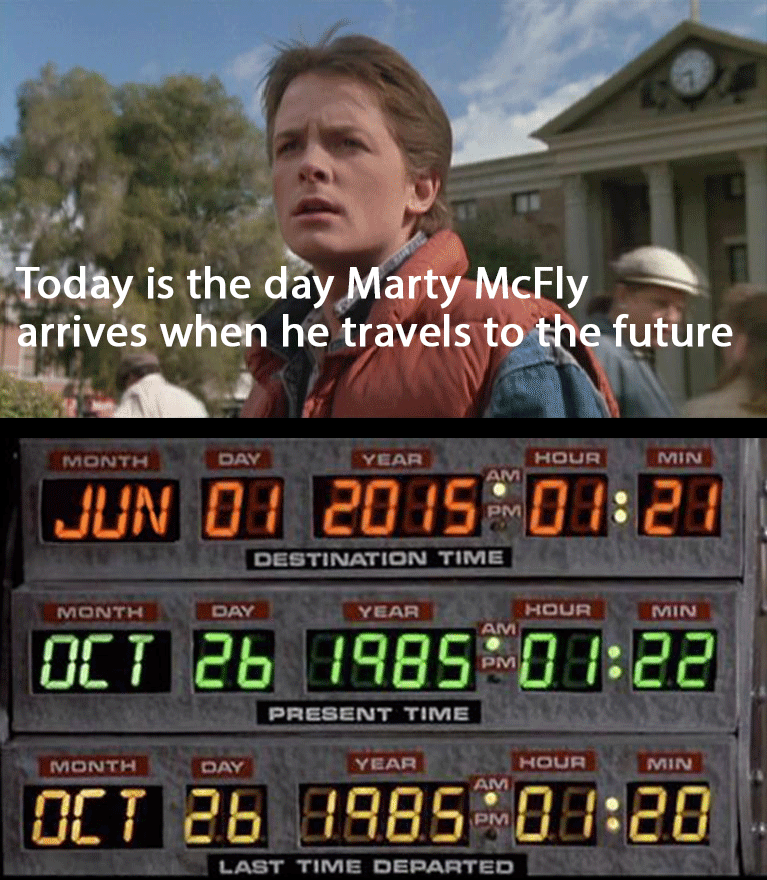 Today is the day Marty McFly
arrives when he travels to the future
MONTH DAY YEAR HOUR MIN
JUN 01 2015 AM PM 01:21
DESTINATION TIME
MONTH DAY YEAR HOUR MIN
OCT 26 1985 AM PM 01:22
PRESENT TIME
MONTH DAY YEAR HOUR MIN
OCT 26 1985 AM PM 01:20
LAST TIME DEPARTED